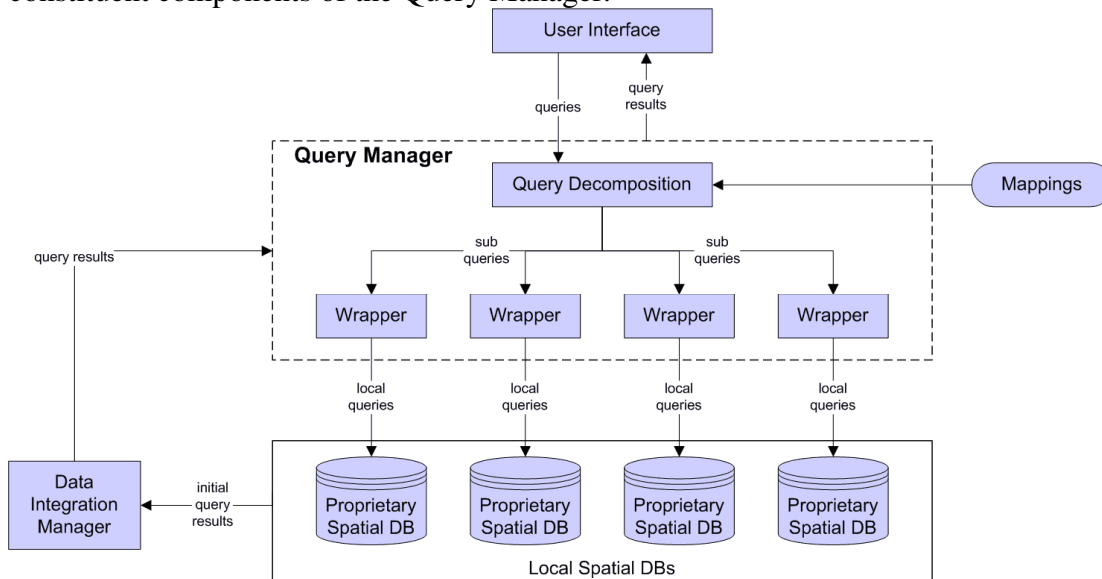 constituent components of the Query Manager.
User Interface
queries
query
results
Query Manager
Query Decomposition
Mappings
query results
sub
queries
sub
queries
Wrapper
Wrapper
Wrapper
Wrapper
local
queries
local
queries
local
queries
local
queries
Data
Integration
Manager
initial
query
results
Proprietary
Spatial DB
Proprietary
Spatial DB
Proprietary
Spatial DB
Proprietary
Spatial DB
Local Spatial DBs